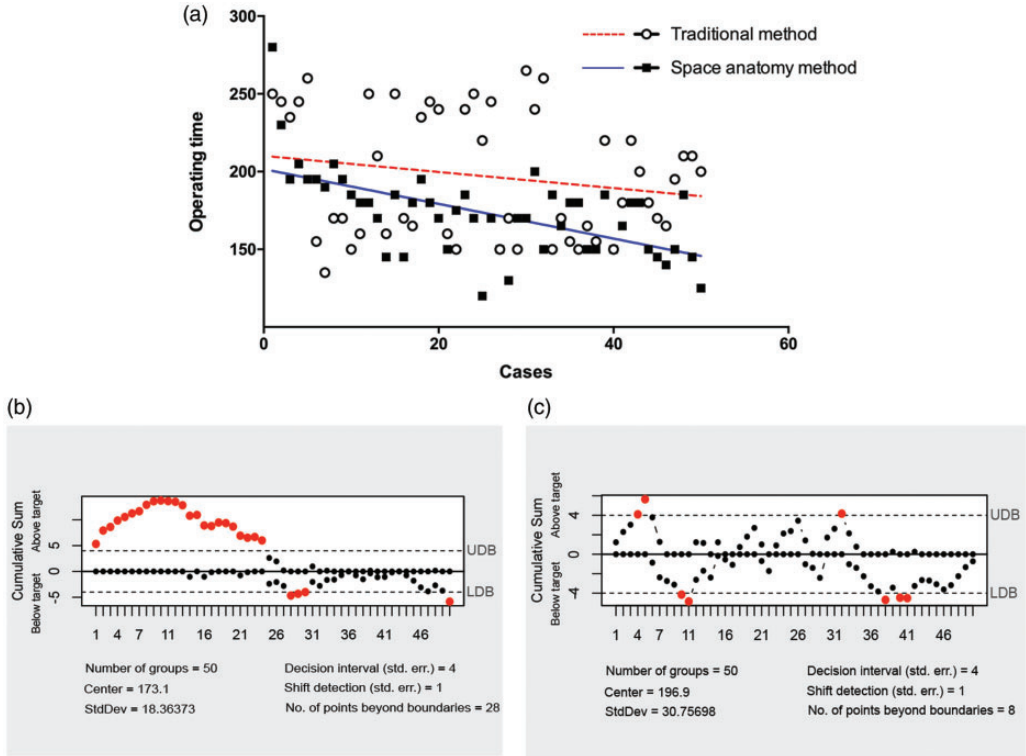 (a)
300
250
200
150
Operating time
0
20
40
60
Cases
Traditional method
Space anatomy method
(b)
Cumulative Sum
Above target
Below target
5
0
-5
UDB
LDB
1 4 7 11 16 21 26 31 36 41 46
Number of groups = 50
Center = 173.1
StdDev = 18.36373
Decision interval (std. err.) = 4
Shift detection (std. err.) = 1
No. of points beyond boundaries = 28
(c)
Cumulative Sum
Above target
Below target
4
0
-4
UDB
LDB
1 4 7 11 16 21 26 31 36 41 46
Number of groups = 50
Center = 196.9
StdDev = 30.75698
Decision interval (std. err.) = 4
Shift detection (std. err.) = 1
No. of points beyond boundaries = 8